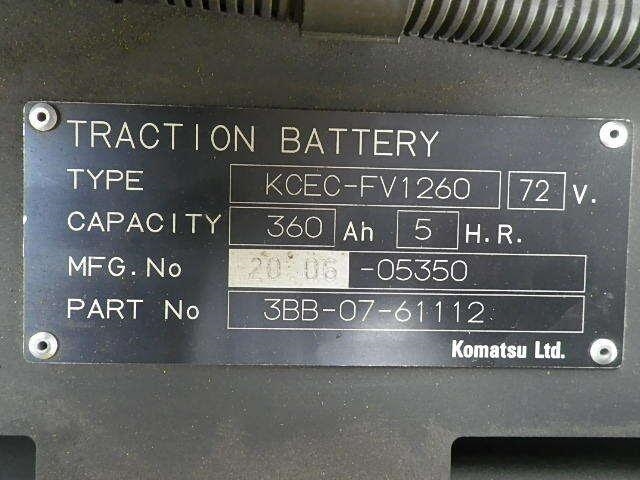 TRACTION BATTERY
TYPE KCEC-FV1260 72 V.
CAPACITY 360 Ah 5 H.R.
MFG.No 20 06 -05350
PART No 3BB-07-61112
Komatsu Ltd.